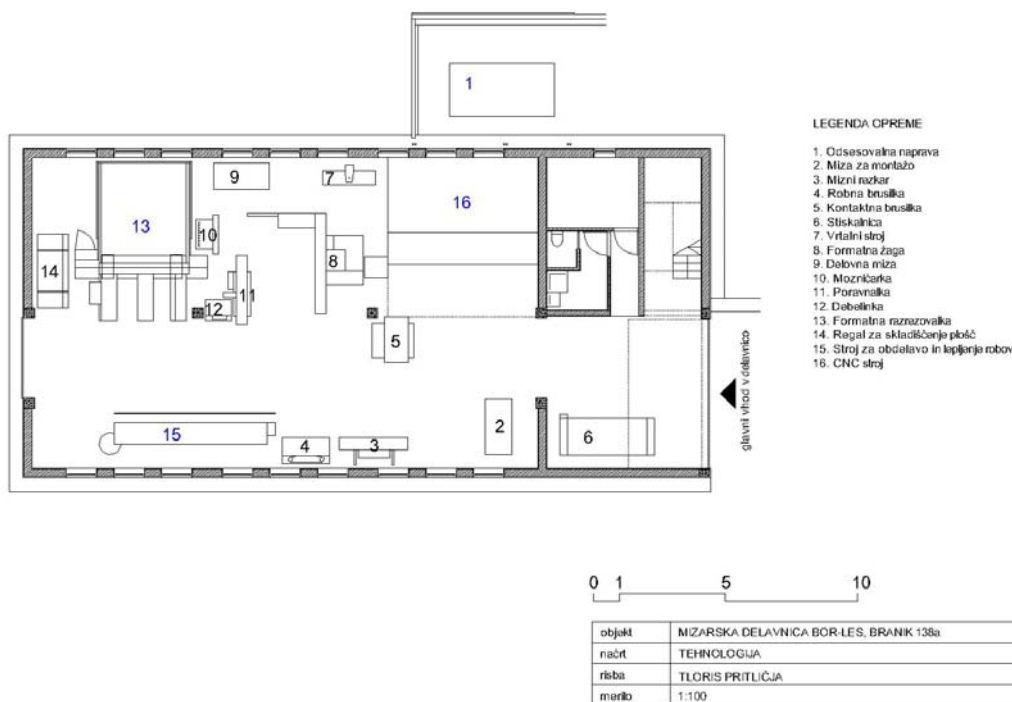 1
9
7
16
13
10
8
14
11
12
5
15
4
3
2
6
glavni vhod v delavnico
LEGENDA OPREME
1. Odsesovalna naprava
2. Miza za montažo
3. Mizni rezkar
4. Robna brusilka
5. Kontaktna brusilka
6. Stiskalnica
7. Vrtalni stroj
8. Formatna žaga
9. Delovna miza
10. Mozničarka
11. Poravnalka
12. Debelinka
13. Formatna razrezovalka
14. Regal za skladiščenje plošč
15. Stroj za obdelavo in lepljenje robov
16. CNC stroj
0 1 5 10
objekt MIZARSKA DELAVNICA BOR-LES, BRANIK 138a
načrt TEHNOLOGIJA
risba TLORIS PRITLIČJA
merilo 1:100